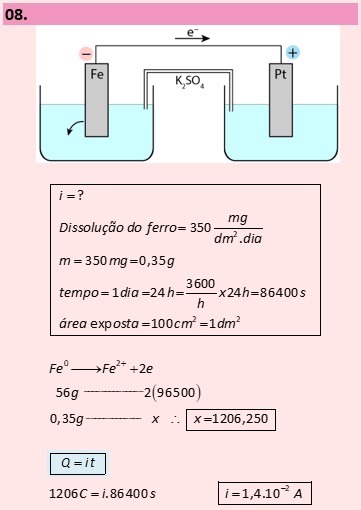 08.
e⁻
− +
Fe K₂SO₄ Pt
i = ?
Dissolução do ferro = 350 mg/dm².dia
m = 350 mg = 0,35 g
tempo = 1 dia = 24 h = 3600/h x 24 h = 86400 s
área exposta = 100 cm² = 1 dm²
Fe⁰ ⟶ Fe²⁺ + 2e
56g ———— 2(96500)
0,35g ———— x ∴ x = 1206,250
Q = it
1206C = i.86400 s i = 1,4.10⁻² A